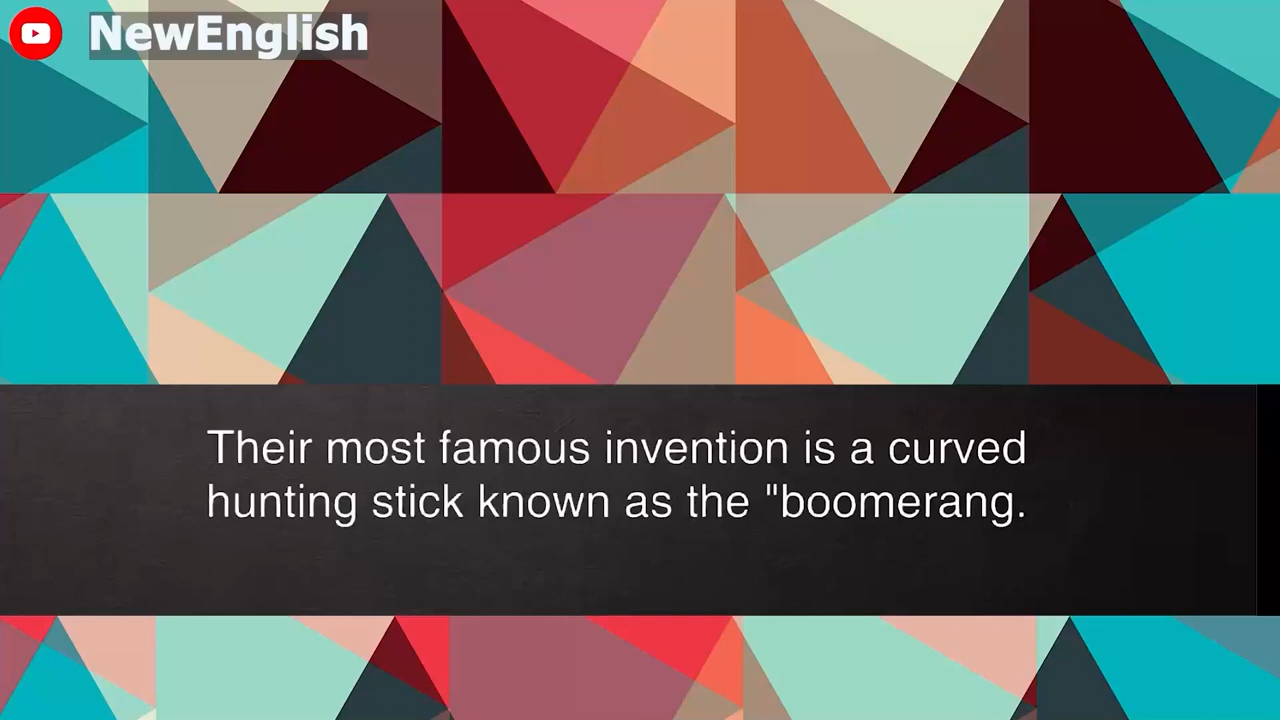 NewEnglish
Their most famous invention is a curved
hunting stick known as the "boomerang.